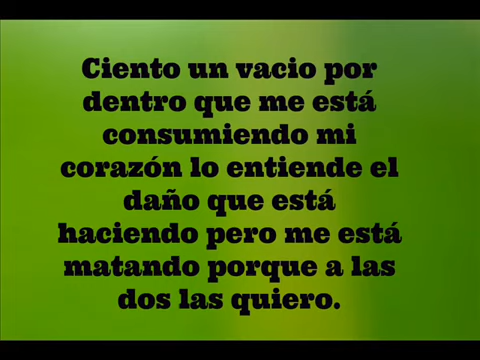 Ciento un vacio por
dentro que me está
consumiendo mi
corazón lo entiende el
daño que está
haciendo pero me está
matando porque a las
dos las quiero.